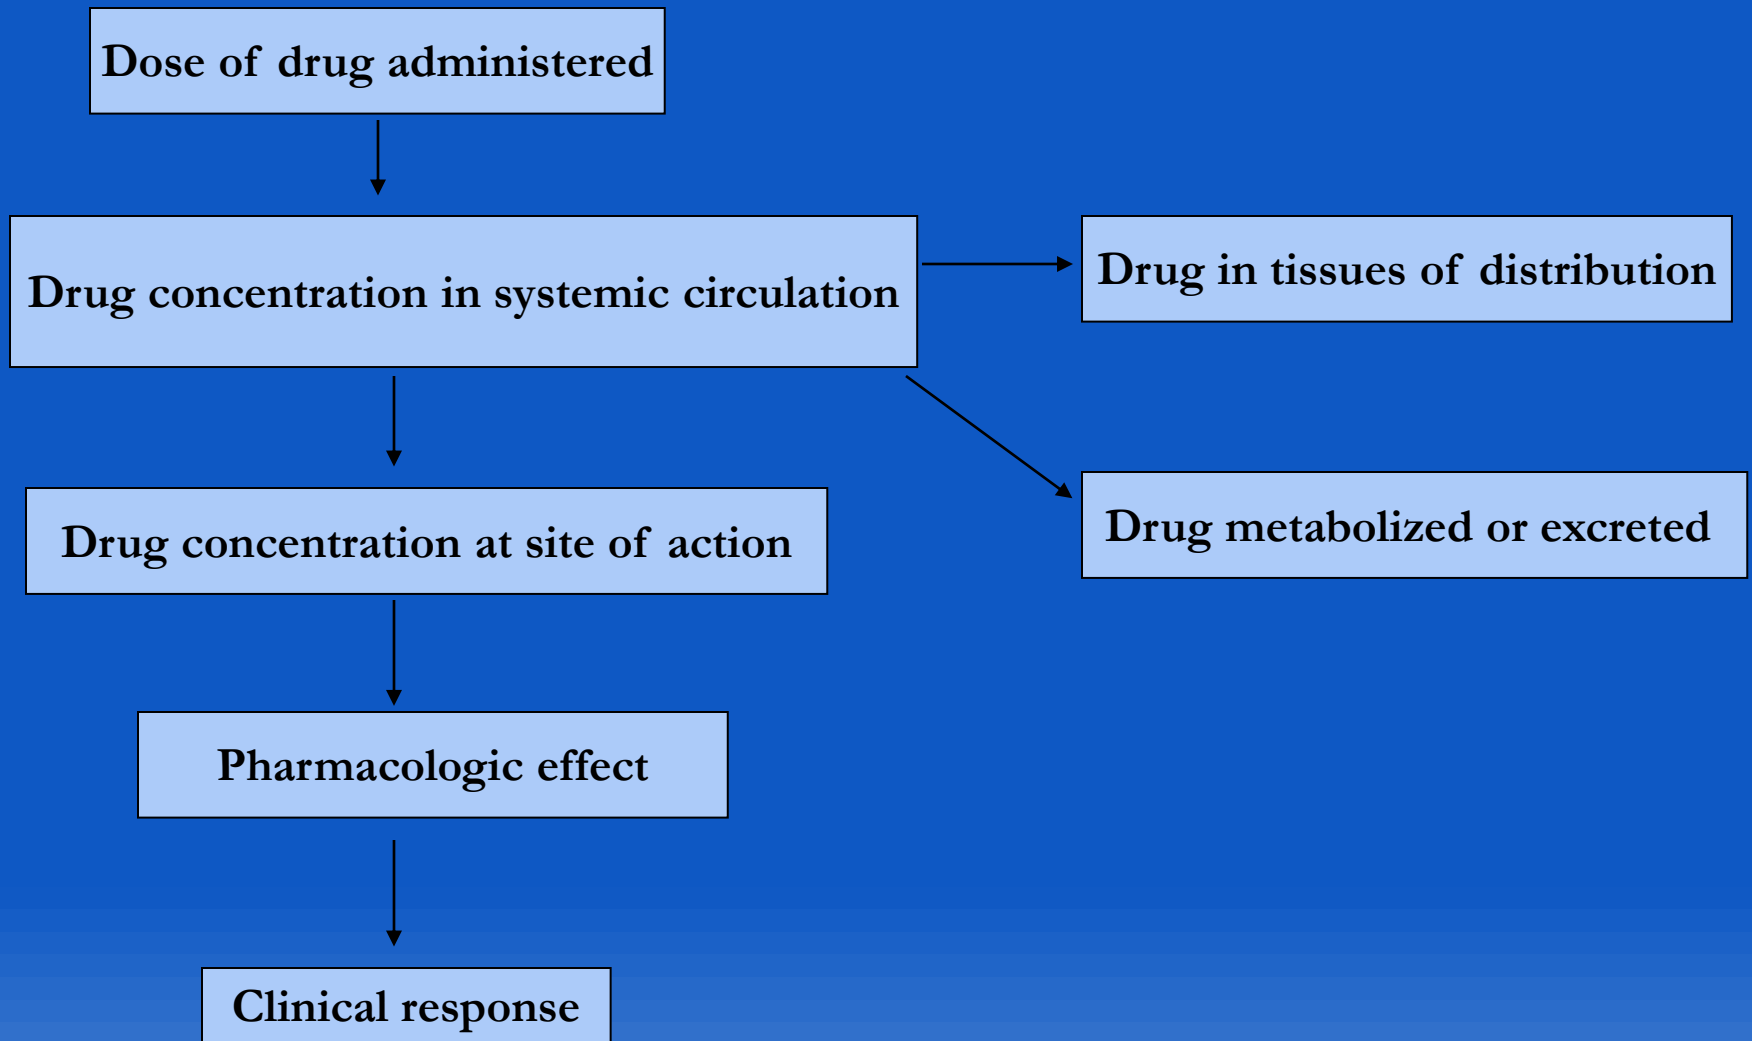 Dose of drug administered
Drug concentration in systemic circulation
Drug in tissues of distribution
Drug concentration at site of action
Drug metabolized or excreted
Pharmacologic effect
Clinical response